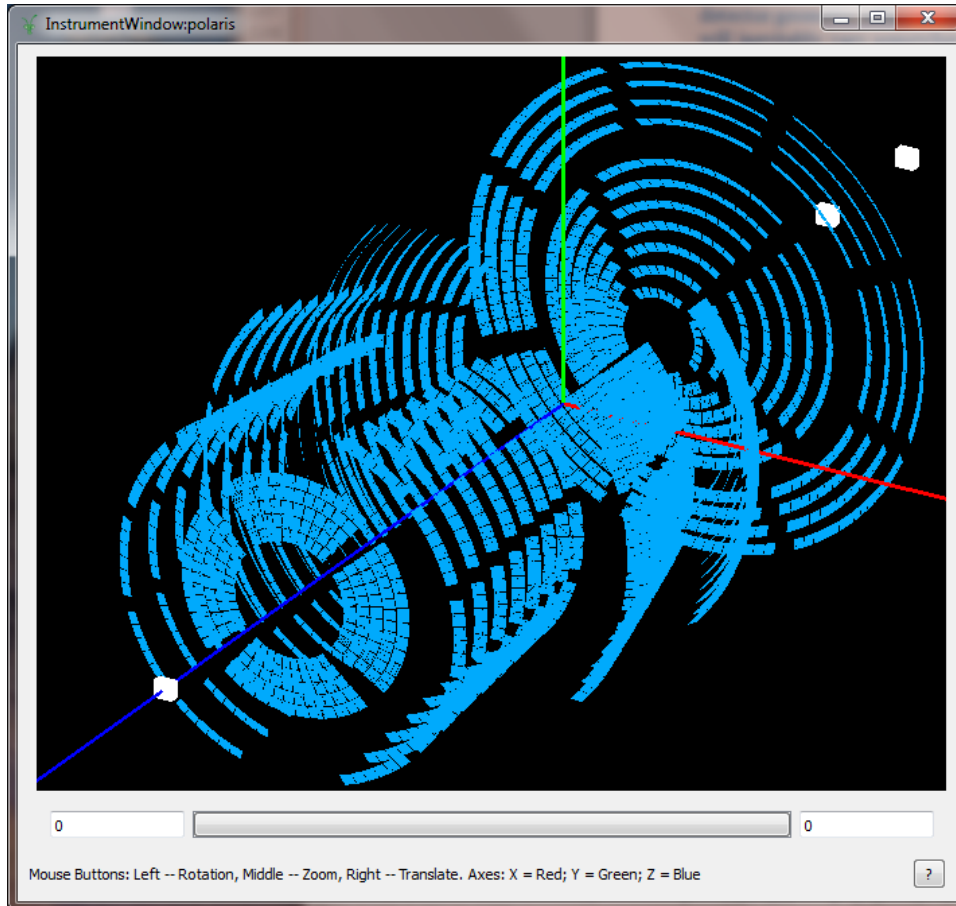 InstrumentWindow:polaris
0
0
Mouse Buttons: Left -- Rotation, Middle -- Zoom, Right -- Translate. Axes: X = Red; Y = Green; Z = Blue
?